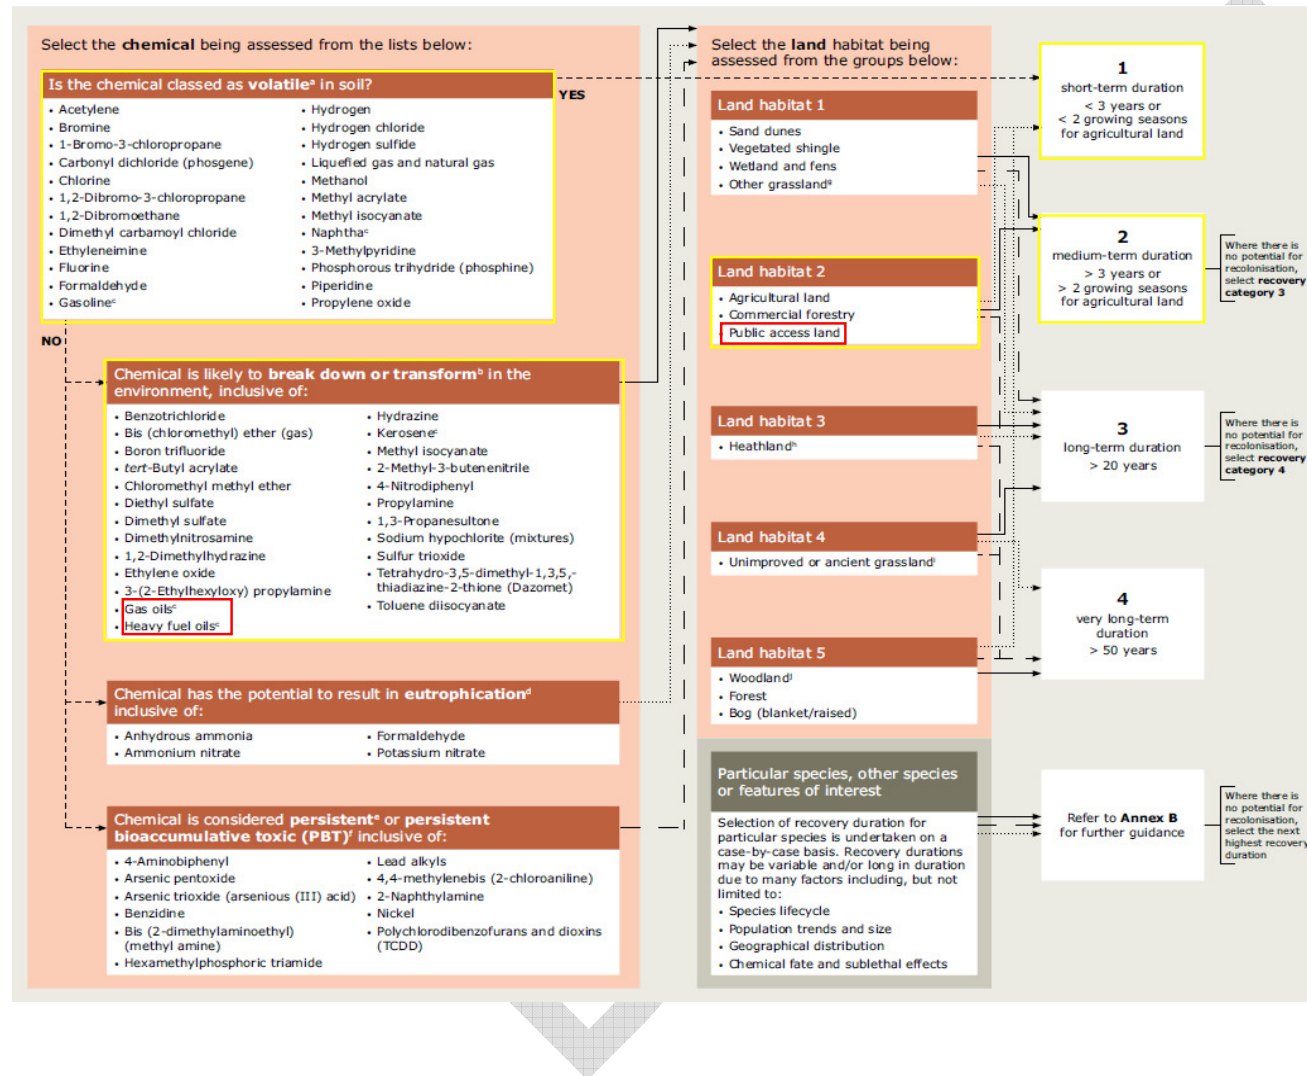 Select the chemical being assessed from the lists below:
Is the chemical classed as volatileᵃ in soil?
• Acetylene
• Bromine
• 1-Bromo-3-chloropropane
• Carbonyl dichloride (phosgene)
• Chlorine
• 1,2-Dibromo-3-chloropropane
• 1,2-Dibromoethane
• Dimethyl carbamoyl chloride
• Ethyleneimine
• Fluorine
• Formaldehyde
• Gasolineᶜ
• Hydrogen
• Hydrogen chloride
• Hydrogen sulfide
• Liquefied gas and natural gas
• Methanol
• Methyl acrylate
• Methyl isocyanate
• Naphthaᶜ
• 3-Methylpyridine
• Phosphorous trihydride (phosphine)
• Piperidine
• Propylene oxide
YES
NO
Chemical is likely to break down or transformᵇ in the
environment, inclusive of:
• Benzotrichloride
• Bis (chloromethyl) ether (gas)
• Boron trifluoride
• tert-Butyl acrylate
• Chloromethyl methyl ether
• Diethyl sulfate
• Dimethyl sulfate
• Dimethylnitrosamine
• 1,2-Dimethylhydrazine
• Ethylene oxide
• 3-(2-Ethylhexyloxy) propylamine
• Gas oilsᶜ
• Heavy fuel oilsᶜ
• Hydrazine
• Keroseneᶜ
• Methyl isocyanate
• 2-Methyl-3-butenenitrile
• 4-Nitrodiphenyl
• Propylamine
• 1,3-Propanesultone
• Sodium hypochlorite (mixtures)
• Sulfur trioxide
• Tetrahydro-3,5-dimethyl-1,3,5,-
thiadiazine-2-thione (Dazomet)
• Toluene diisocyanate
Chemical has the potential to result in eutrophicationᵈ
inclusive of:
• Anhydrous ammonia
• Ammonium nitrate
• Formaldehyde
• Potassium nitrate
Chemical is considered persistentᵉ or persistent
bioaccumulative toxic (PBT)ᶠ inclusive of:
• 4-Aminobiphenyl
• Arsenic pentoxide
• Arsenic trioxide (arsenious (III) acid)
• Benzidine
• Bis (2-dimethylaminoethyl)
(methyl amine)
• Hexamethylphosphoric triamide
• Lead alkyls
• 4,4-methylenebis (2-chloroaniline)
• 2-Naphthylamine
• Nickel
• Polychlorodibenzofurans and dioxins
(TCDD)
Select the land habitat being
assessed from the groups below:
Land habitat 1
• Sand dunes
• Vegetated shingle
• Wetland and fens
• Other grasslandᵍ
Land habitat 2
• Agricultural land
• Commercial forestry
• Public access land
Land habitat 3
• Heathlandʰ
Land habitat 4
• Unimproved or ancient grasslandⁱ
Land habitat 5
• Woodlandʲ
• Forest
• Bog (blanket/raised)
Particular species, other species
or features of interest
Selection of recovery duration for
particular species is undertaken on a
case-by-case basis. Recovery durations
may be variable and/or long in duration
due to many factors including, but not
limited to:
• Species lifecycle
• Population trends and size
• Geographical distribution
• Chemical fate and sublethal effects
1
short-term duration
< 3 years or
< 2 growing seasons
for agricultural land
2
medium-term duration
> 3 years or
> 2 growing seasons
for agricultural land
Where there is
no potential for
recolonisation,
select recovery
category 3
3
long-term duration
> 20 years
Where there is
no potential for
recolonisation,
select recovery
category 4
4
very long-term
duration
> 50 years
Refer to Annex B
for further guidance
Where there is
no potential for
recolonisation,
select the next
highest recovery
duration